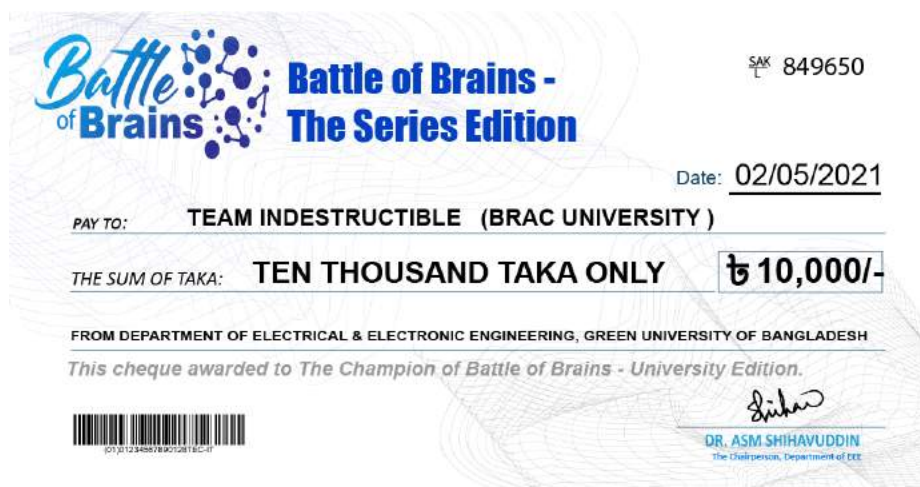 Battle
of Brains
Battle of Brains -
The Series Edition
SAK
L 849650
Date: 02/05/2021
PAY TO: TEAM INDESTRUCTIBLE (BRAC UNIVERSITY )
THE SUM OF TAKA: TEN THOUSAND TAKA ONLY ৳ 10,000/-
FROM DEPARTMENT OF ELECTRICAL & ELECTRONIC ENGINEERING, GREEN UNIVERSITY OF BANGLADESH
This cheque awarded to The Champion of Battle of Brains - University Edition.
Shihav
DR. ASM SHIHAVUDDIN
The Chairperson, Department of EEE